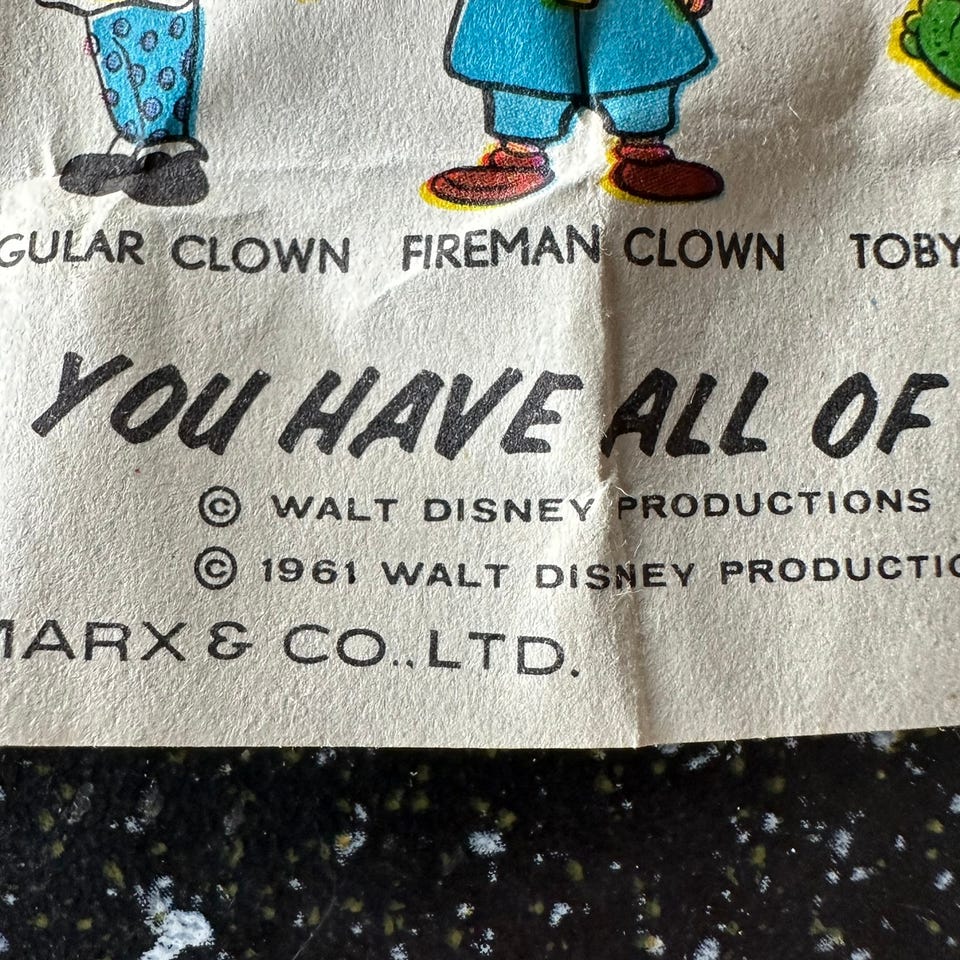 GULAR CLOWN FIREMAN CLOWN TOBY
YOU HAVE ALL OF
© WALT DISNEY PRODUCTIONS
© 1961 WALT DISNEY PRODUCTIO
MARX & CO.,LTD.